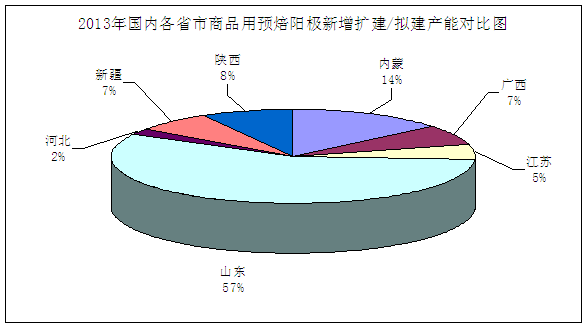 2013年国内各省市商品用预焙阳极新增扩建/拟建产能对比图
陕西
8%
内蒙
14%
新疆
7%
广西
7%
河北
2%
江苏
5%
山东
57%